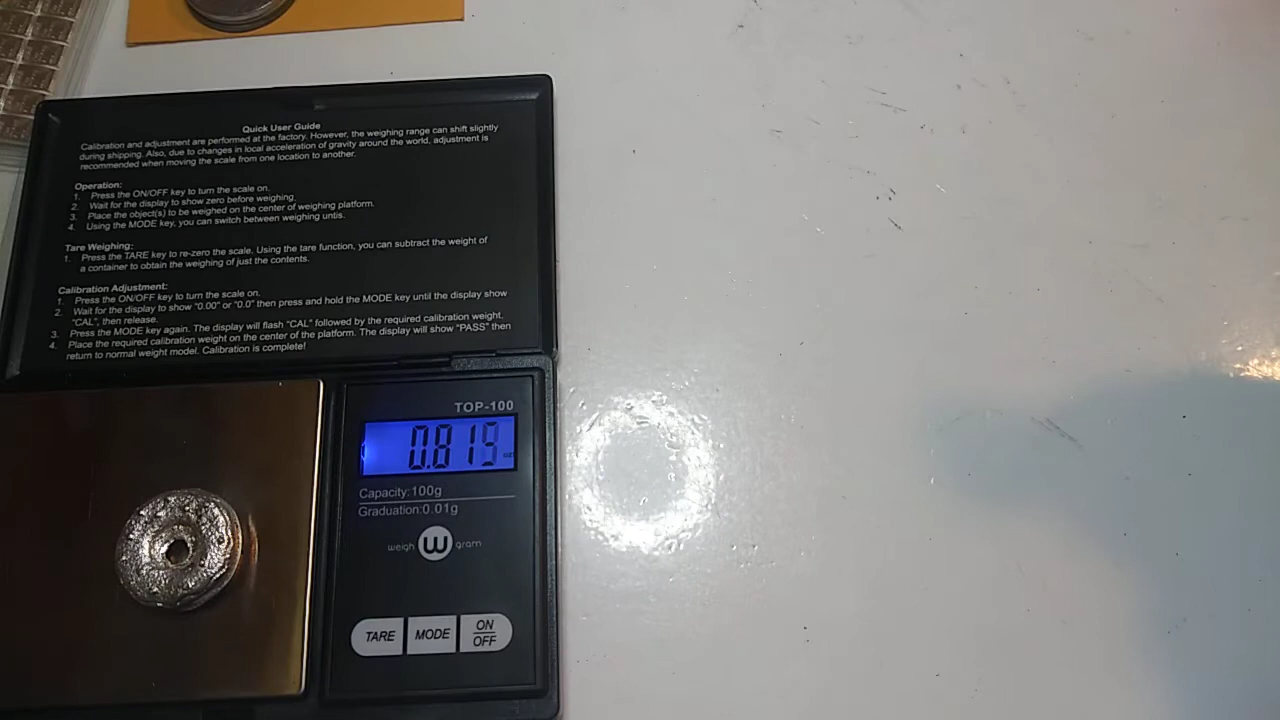 Quick User Guide
Calibration and adjustment are performed at the factory. However, the weighing range can shift slightly
during shipping. Also, due to changes in local acceleration of gravity around the world, adjustment is
recommended when moving the scale from one location to another.
Operation:
1. Press the ON/OFF key to turn the scale on.
2. Wait for the display to show zero before weighing.
3. Place the object(s) to be weighed on the center of weighing platform.
4. Using the MODE key, you can switch between weighing untis.
Tare Weighing:
1. Press the TARE key to re-zero the scale. Using the tare function, you can subtract the weight of
a container to obtain the weighing of just the contents.
Calibration Adjustment:
1. Press the ON/OFF key to turn the scale on.
2. Wait for the display to show "0.00" or "0.0" then press and hold the MODE key until the display show
"CAL", then release.
3. Press the MODE key again. The display will flash "CAL" followed by the required calibration weight.
4. Place the required calibration weight on the center of the platform. The display will show "PASS" then
return to normal weight model. Calibration is complete!
TOP-100
0.819 oz
Capacity:100g
Graduation:0.01g
weigh W gram
TARE MODE ON
OFF